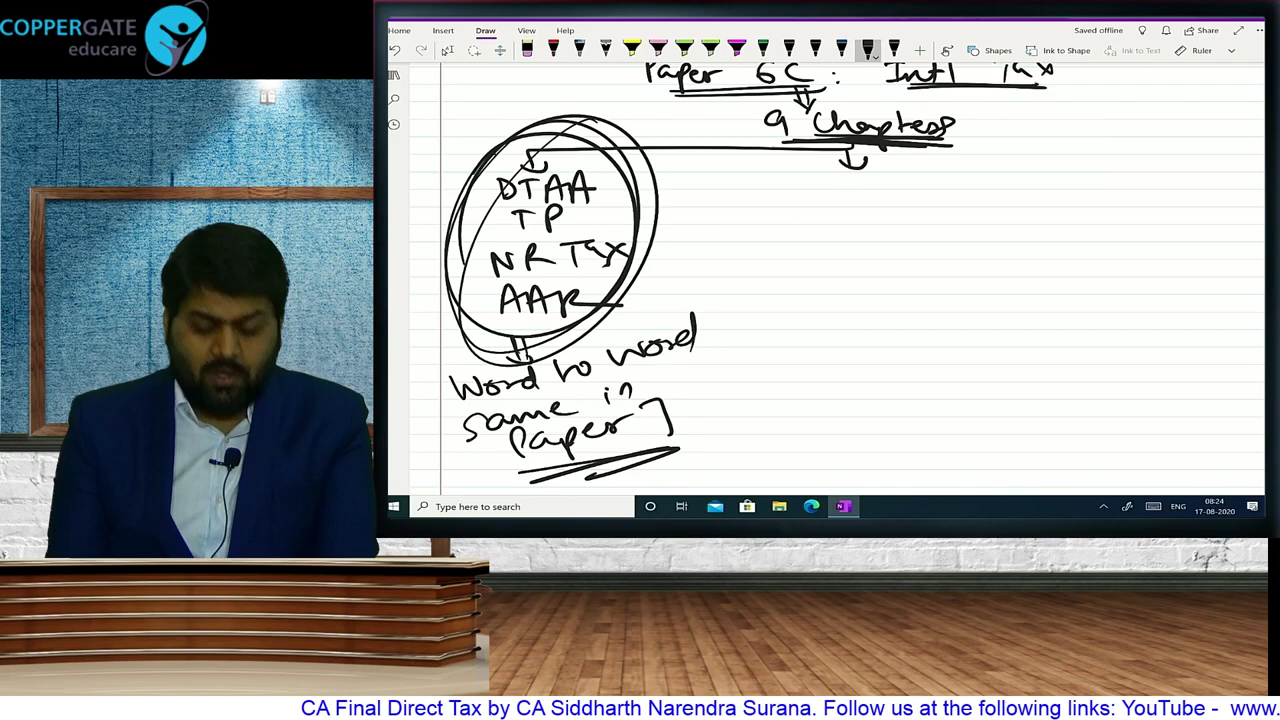 COPPERGATE
educare
Home Insert Draw View Help
Saved offline Share
Shapes Ink to Shape Ink to Text Ruler
Paper 6C : Intl Tax
9 Chapters
DTAA
TP
NR Tax
AAR
Word to word
same in
Paper 7
Type here to search
ENG
08:24
17-08-2020
CA Final Direct Tax by CA Siddharth Narendra Surana. Follow us at the following links: YouTube - www.